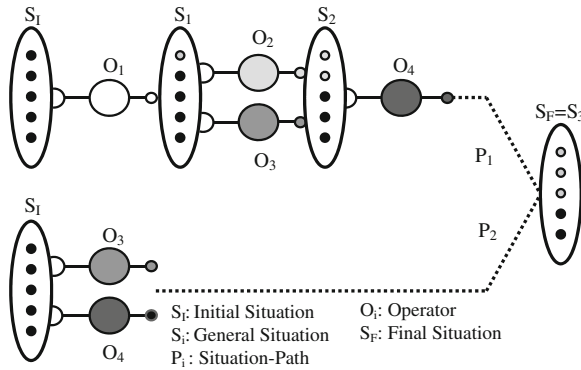 S_I S_1 O_2 S_2
O_1 O_4
O_3
S_F=S_3
P_1
S_I
P_2
O_3
O_4
S_I: Initial Situation O_i: Operator
S_i: General Situation S_F: Final Situation
P_i : Situation-Path